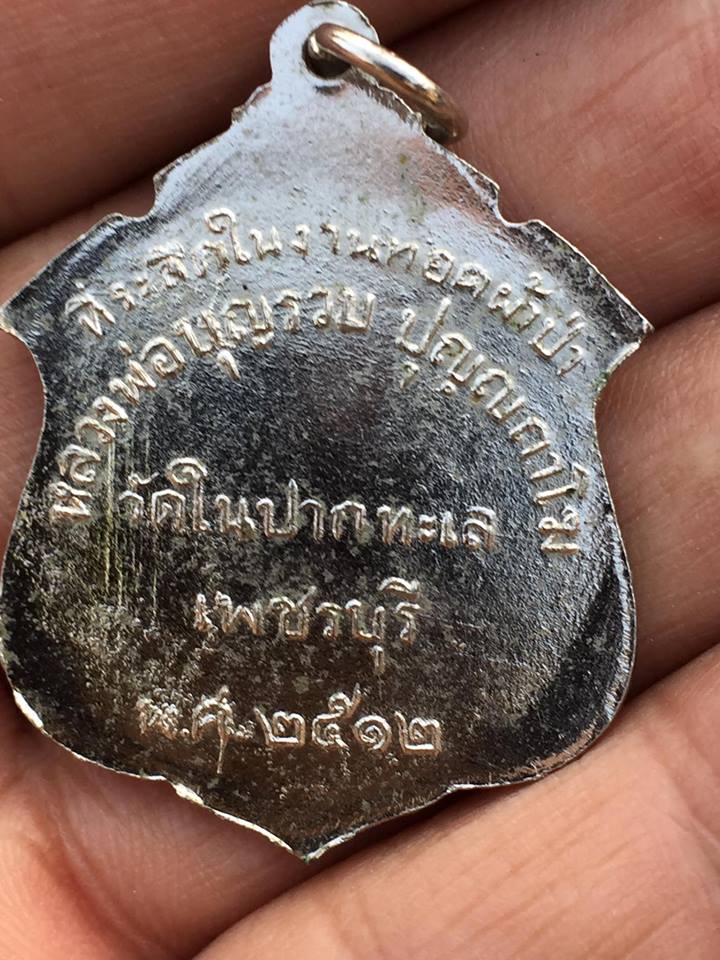 ที่ระลึกในงานทอดผ้าป่า
หลวงพ่อบุญรวบ ปุญญกาโม
วัดในปากทะเล
เพชรบุรี
พ.ศ. ๒๕๑๒